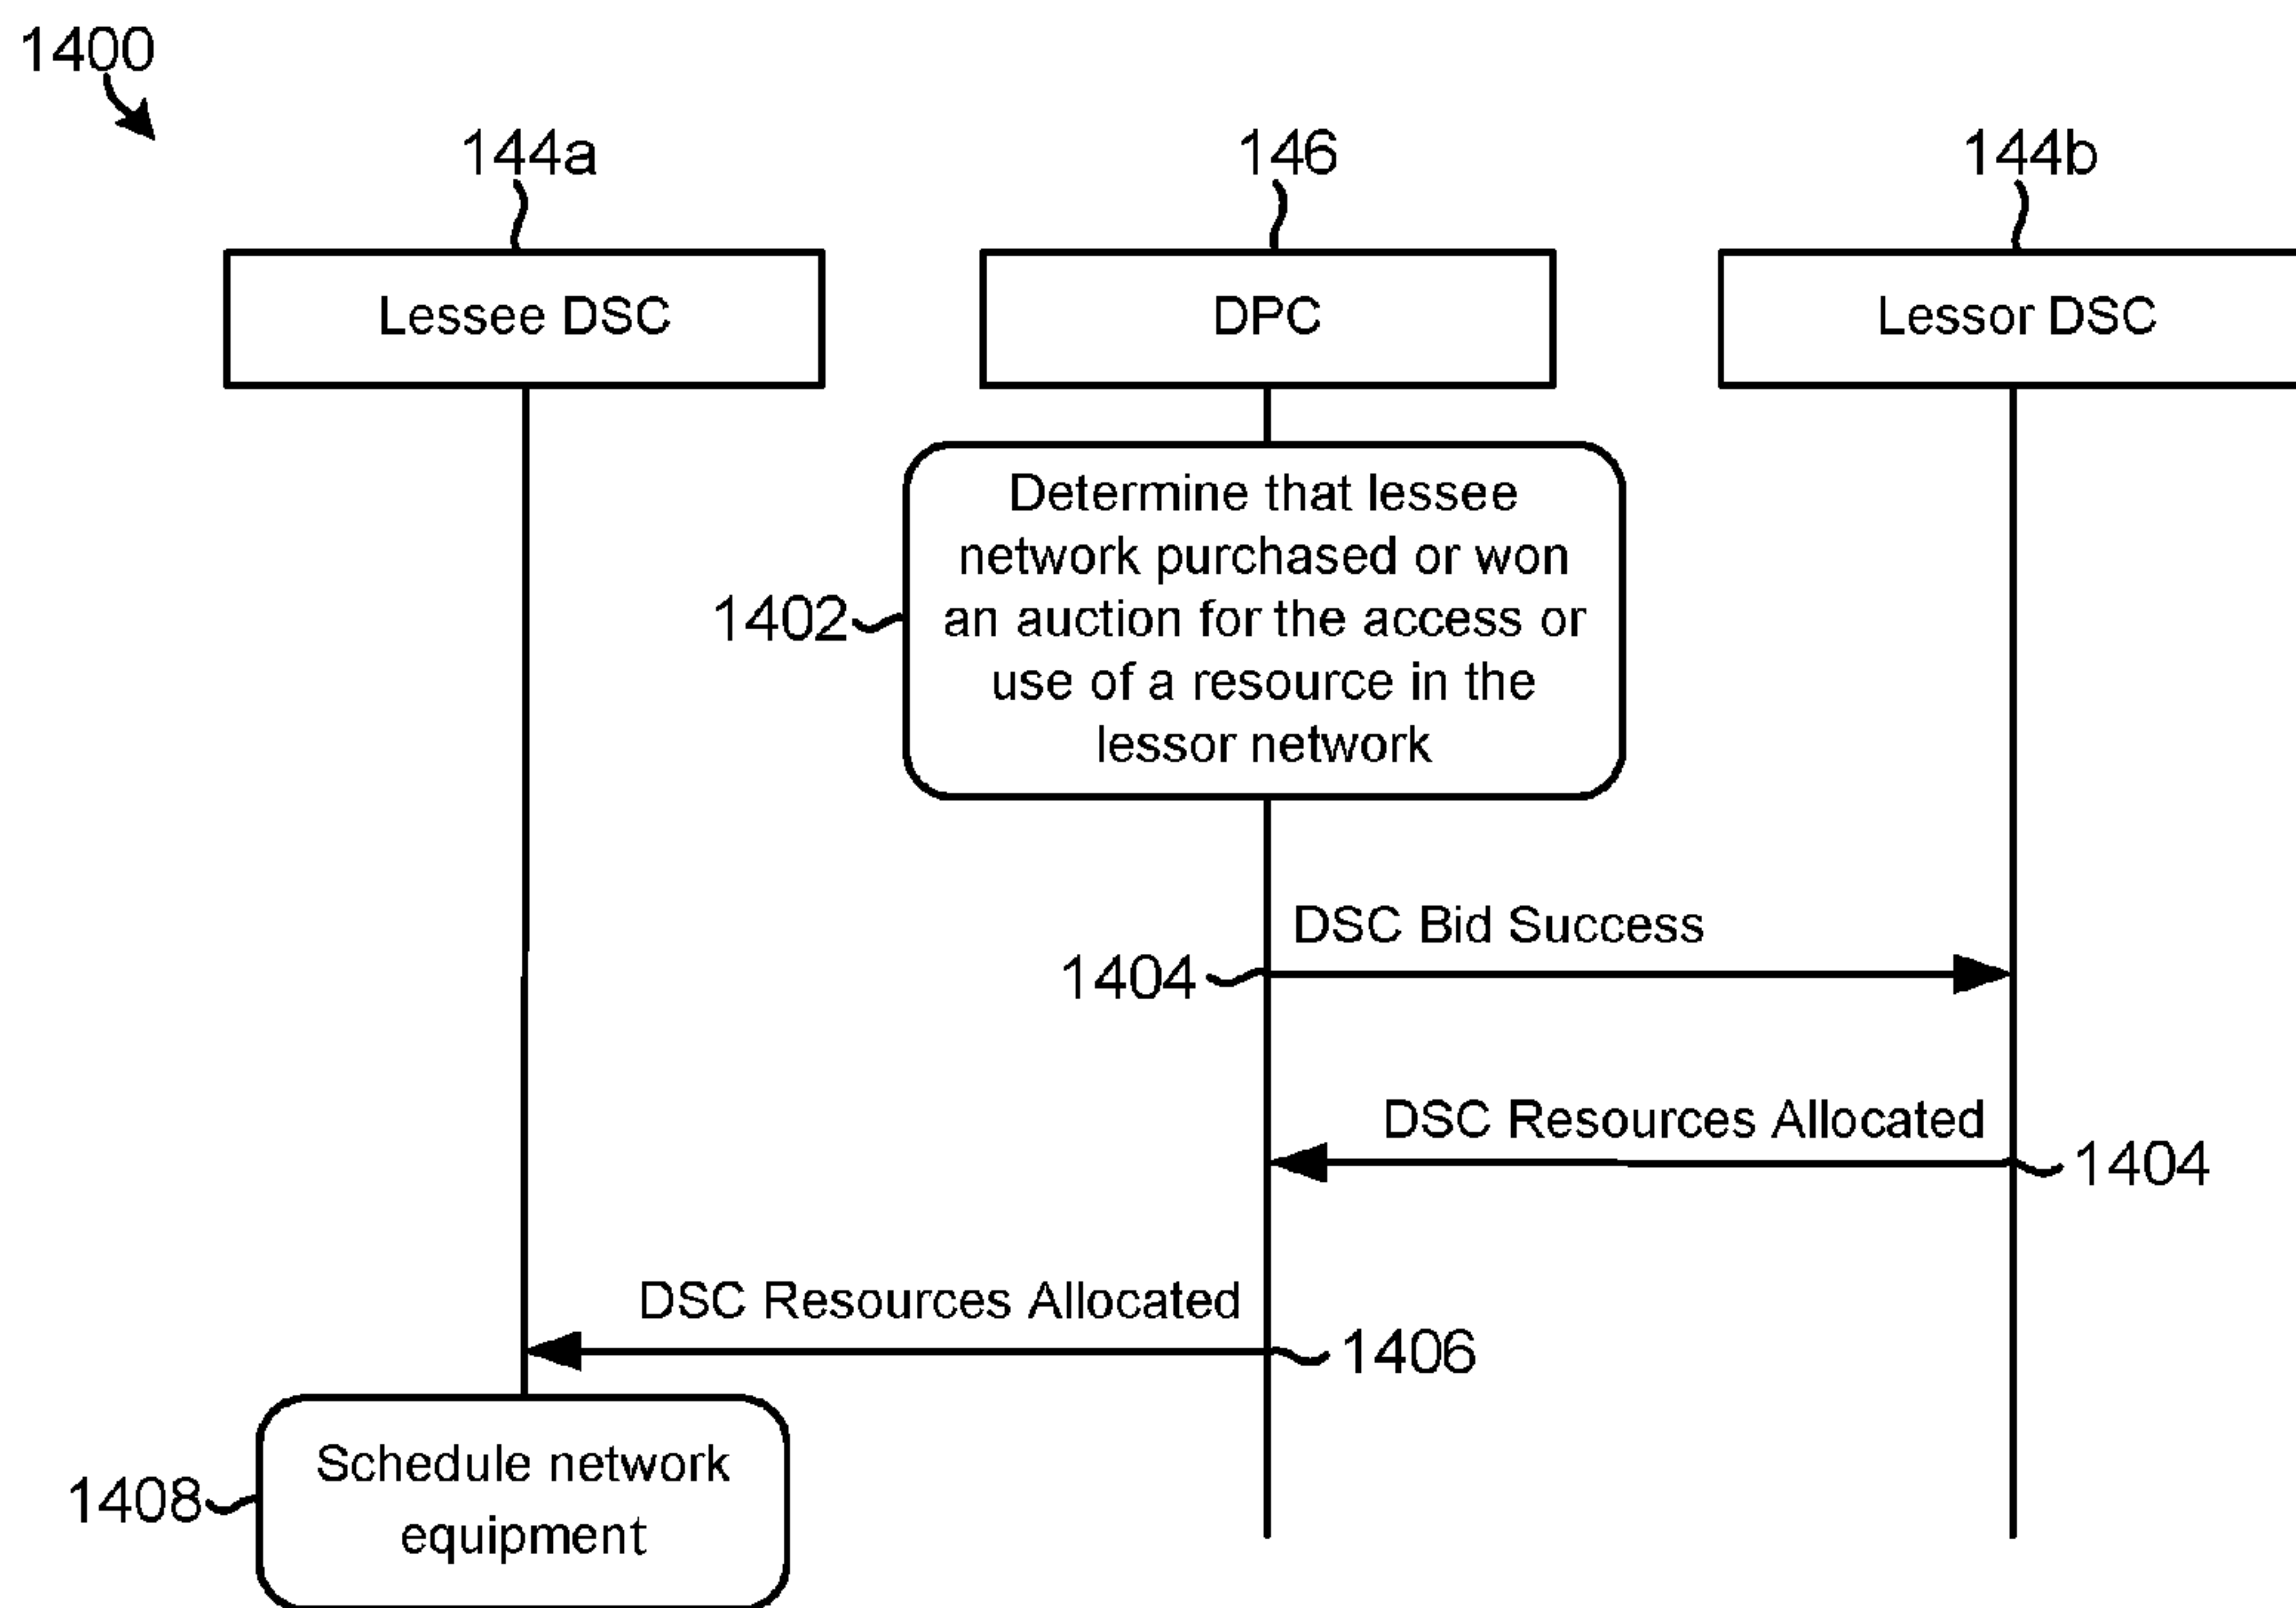 1400
144a
146
144b
Lessee DSC
DPC
Lessor DSC
Determine that lessee
network purchased or won
an auction for the access or
use of a resource in the
lessor network
1402
DSC Bid Success
1404
DSC Resources Allocated
1404
DSC Resources Allocated
1406
Schedule network
equipment
1408